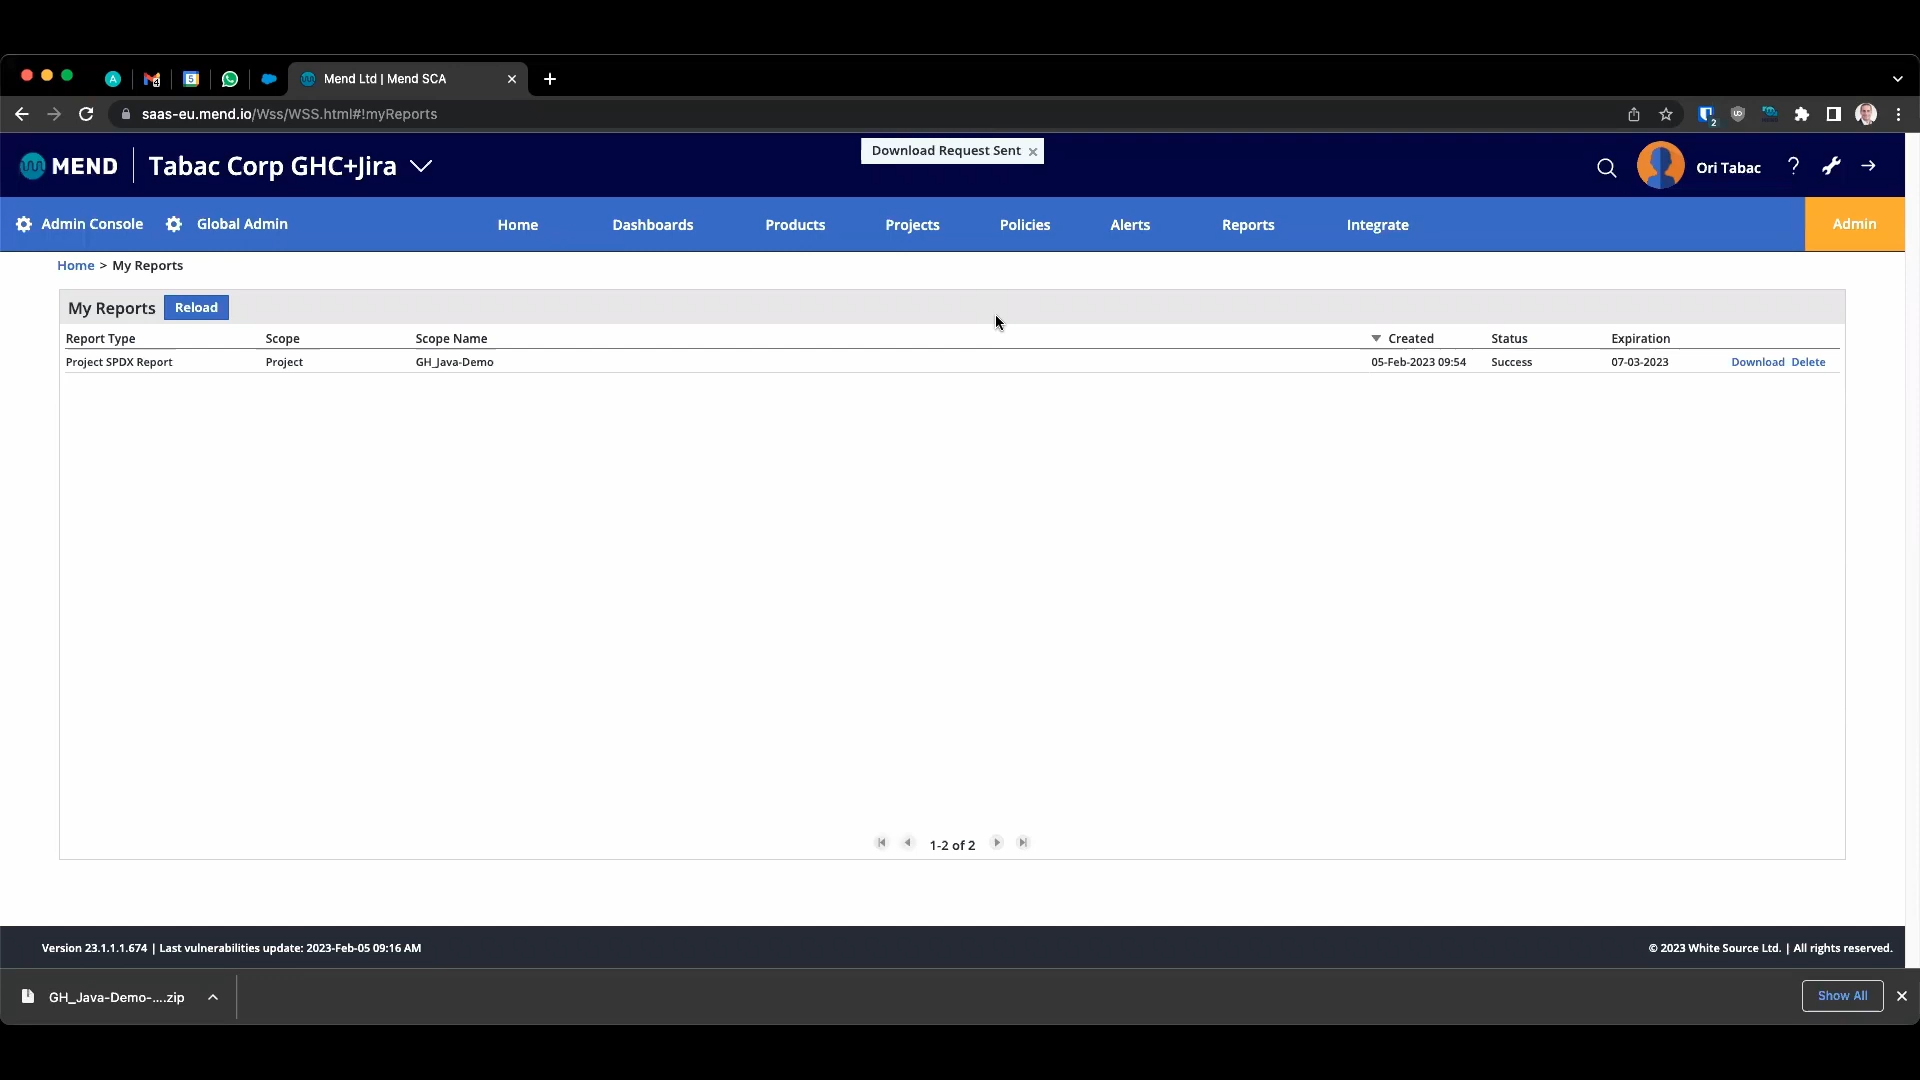 4
5
Mend Ltd | Mend SCA
saas-eu.mend.io/Wss/WSS.html#!myReports
2
MEND
Tabac Corp GHC+Jira
Download Request Sent
Ori Tabac
?
Admin Console
Global Admin
Home
Dashboards
Products
Projects
Policies
Alerts
Reports
Integrate
Admin
Home > My Reports
My Reports
Reload
Report Type
Scope
Scope Name
Created
Status
Expiration
Project SPDX Report
Project
GH_Java-Demo
05-Feb-2023 09:54
Success
07-03-2023
Download
Delete
1-2 of 2
Version 23.1.1.1.674 | Last vulnerabilities update: 2023-Feb-05 09:16 AM
© 2023 White Source Ltd. | All rights reserved.
GH_Java-Demo-....zip
Show All